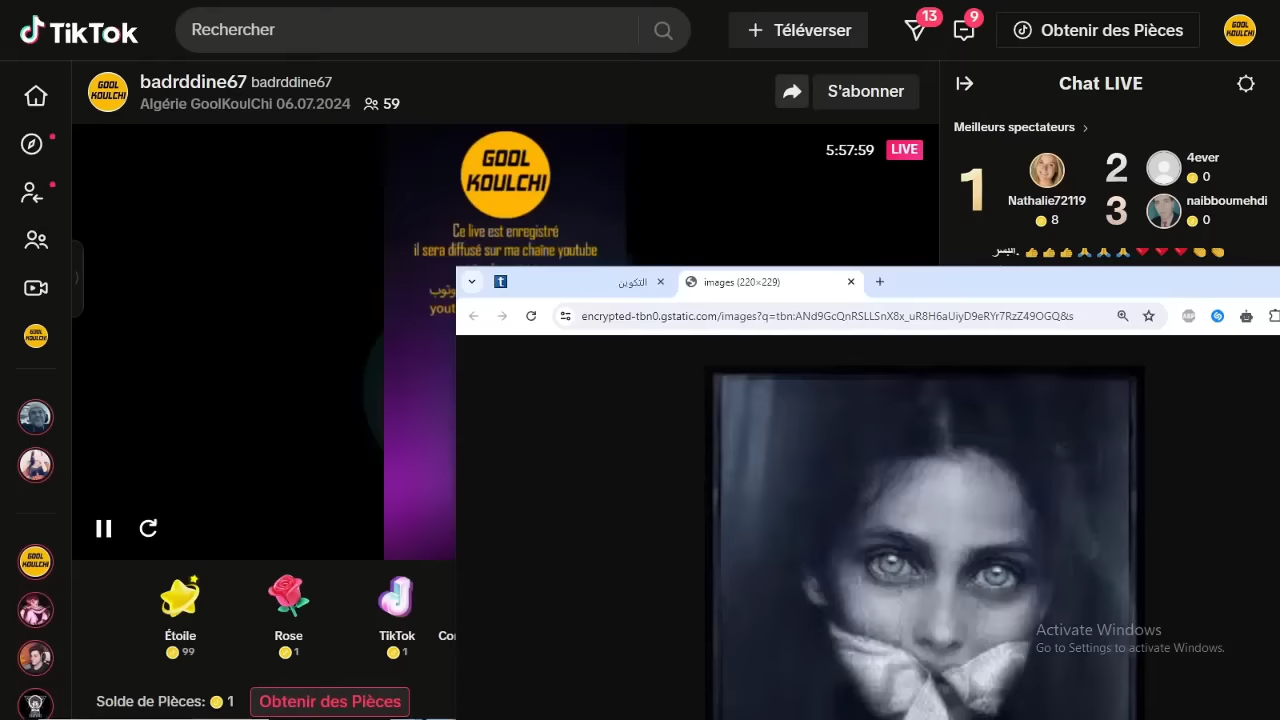 TikTok
Rechercher
Téléverser
13
9
Obtenir des Pièces
GOOL
KOULCHI
badrddine67 badrddine67
Algérie GoolKoulChi 06.07.2024 59
S'abonner
Chat LIVE
Meilleurs spectateurs
1
Nathalie72119
8
2
4ever
0
3
naibboumehdi
0
5:57:59 LIVE
GOOL
KOULCHI
Ce live est enregistré
il sera diffusé sur ma chaîne youtube
التكوين
images (220×229)
encrypted-tbn0.gstatic.com/images?q=tbn:ANd9GcQnRSLLSnX8x_uR8H6aUiyD9eRYr7RzZ49OGQ&s
Étoile
99
Rose
1
TikTok
1
Activate Windows
Go to Settings to activate Windows.
Solde de Pièces: 1
Obtenir des Pièces